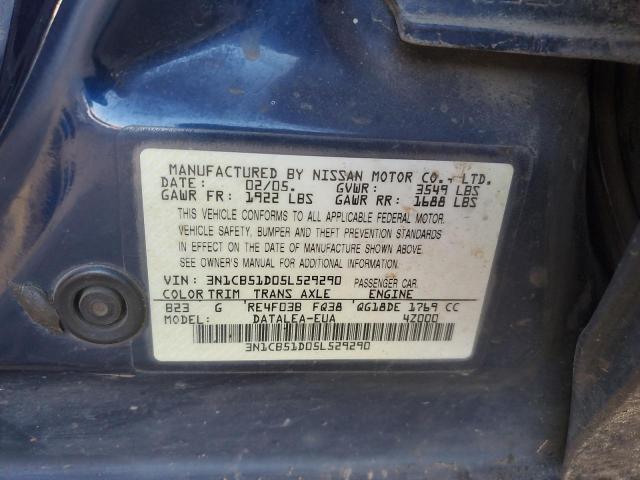 MANUFACTURED BY NISSAN MOTOR CO., LTD.
DATE: 02/05. GVWR: 3549 LBS
GAWR FR: 1922 LBS GAWR RR: 1688 LBS
THIS VEHICLE CONFORMS TO ALL APPLICABLE FEDERAL MOTOR.
VEHICLE SAFETY, BUMPER AND THEFT PREVENTION STANDARDS
IN EFFECT ON THE DATE OF MANUFACTURE SHOWN ABOVE.
SEE OWNER'S MANUAL FOR ADDITIONAL INFORMATION.
VIN: 3N1CB51D05L529290 PASSENGER CAR.
COLOR TRIM TRANS AXLE ENGINE
B23 G RE4F03B FQ38 QG18DE 1769 CC
MODEL: DATALEA-EUA 4Z000
3N1CB51D05L529290